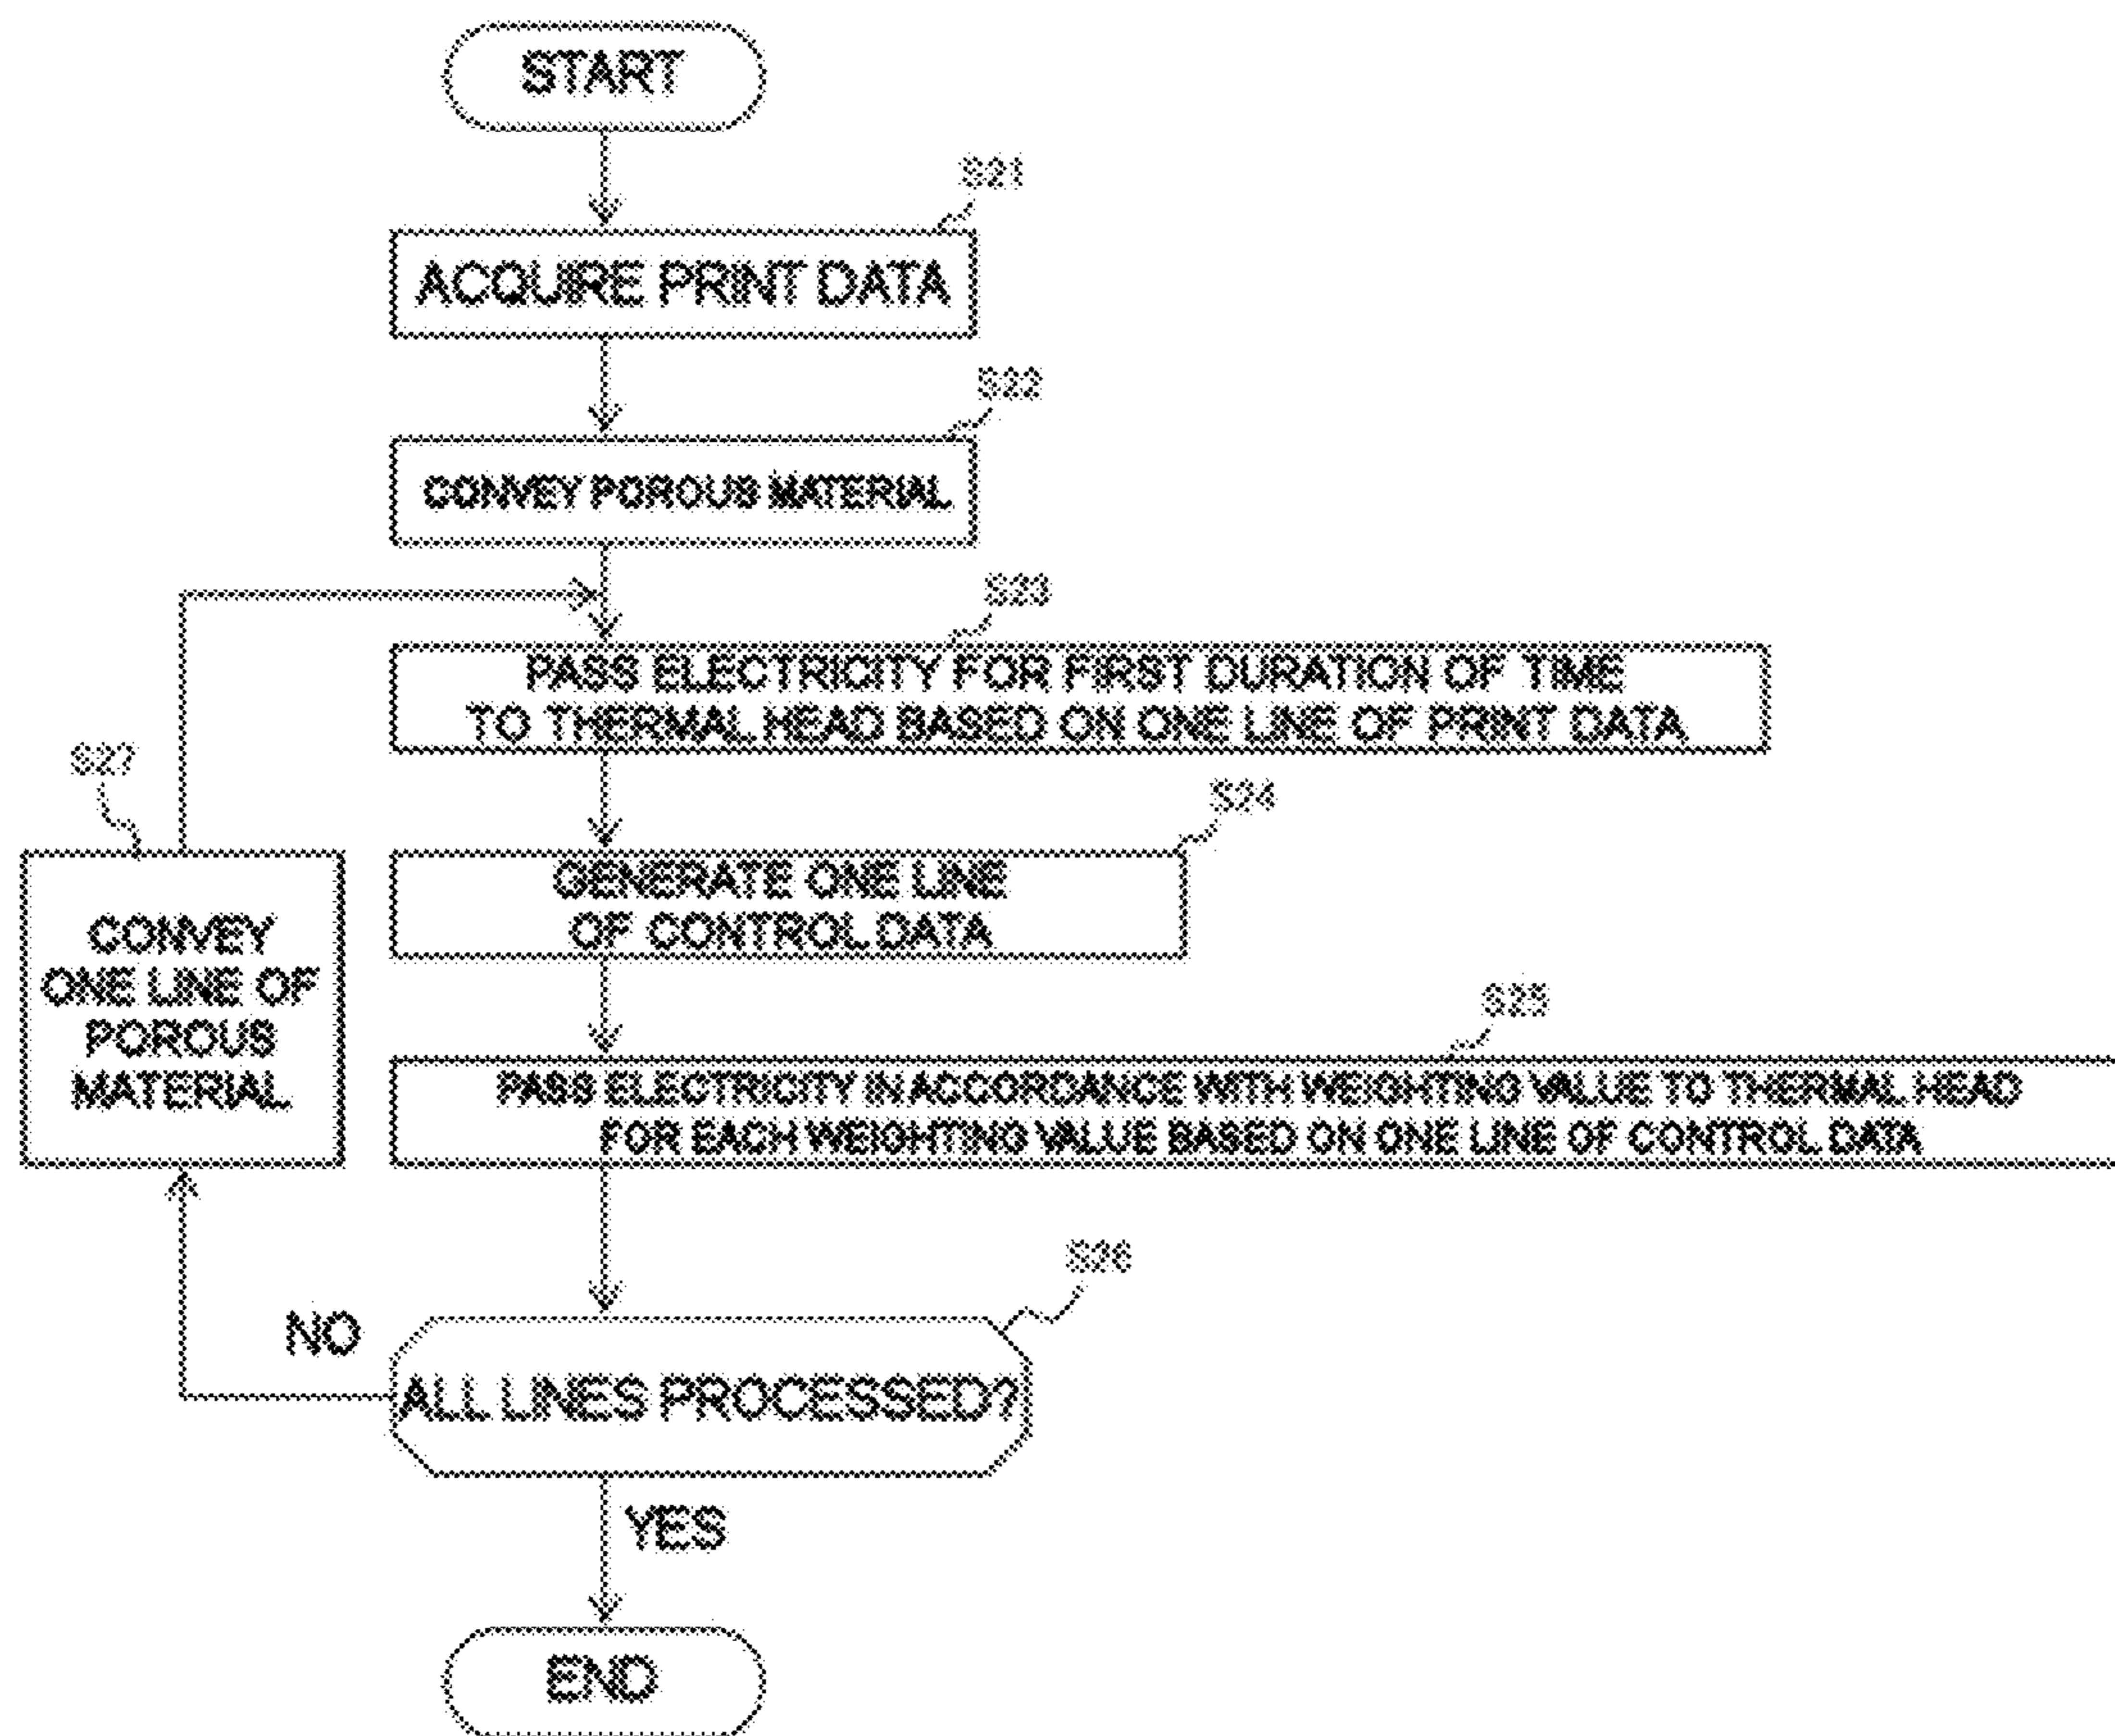 START
S21
ACQUIRE PRINT DATA
S22
CONVEY POROUS MATERIAL
S23
PASS ELECTRICITY FOR FIRST DURATION OF TIME
TO THERMAL HEAD BASED ON ONE LINE OF PRINT DATA
S27
CONVEY
ONE LINE OF
POROUS
MATERIAL
S24
GENERATE ONE LINE
OF CONTROL DATA
S25
PASS ELECTRICITY IN ACCORDANCE WITH WEIGHTING VALUE TO THERMAL HEAD
FOR EACH WEIGHTING VALUE BASED ON ONE LINE OF CONTROL DATA
S26
NO
ALL LINES PROCESSED?
YES
END